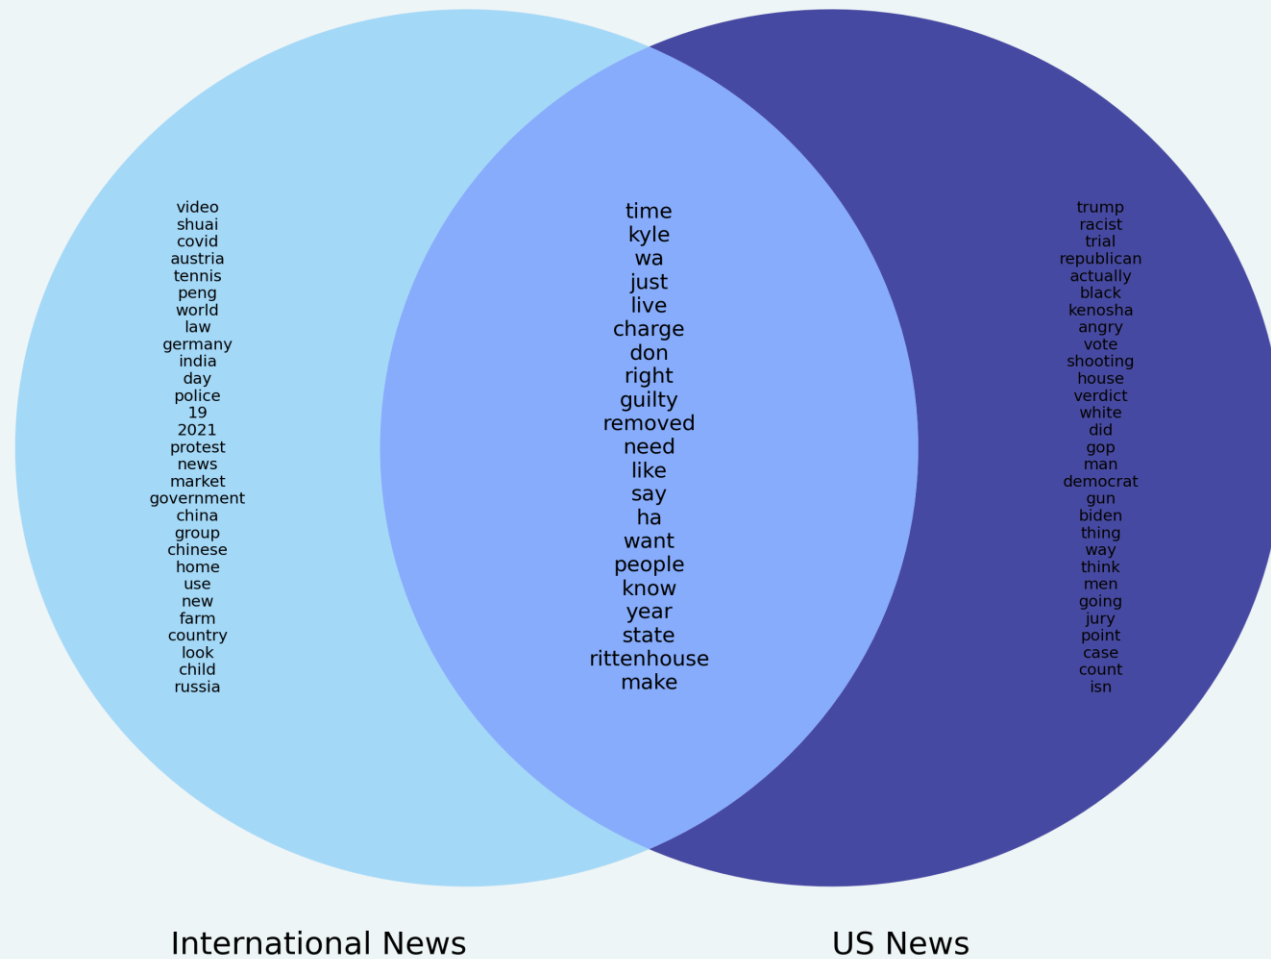 video
shuai
covid
austria
tennis
peng
world
law
germany
india
day
police
19
2021
protest
news
market
government
china
group
chinese
home
use
new
farm
country
look
child
russia
time
kyle
wa
just
live
charge
don
right
guilty
removed
need
like
say
ha
want
people
know
year
state
rittenhouse
make
trump
racist
trial
republican
actually
black
kenosha
angry
vote
shooting
house
verdict
white
did
gop
man
democrat
gun
biden
thing
way
think
men
going
jury
point
case
count
isn
International News
US News